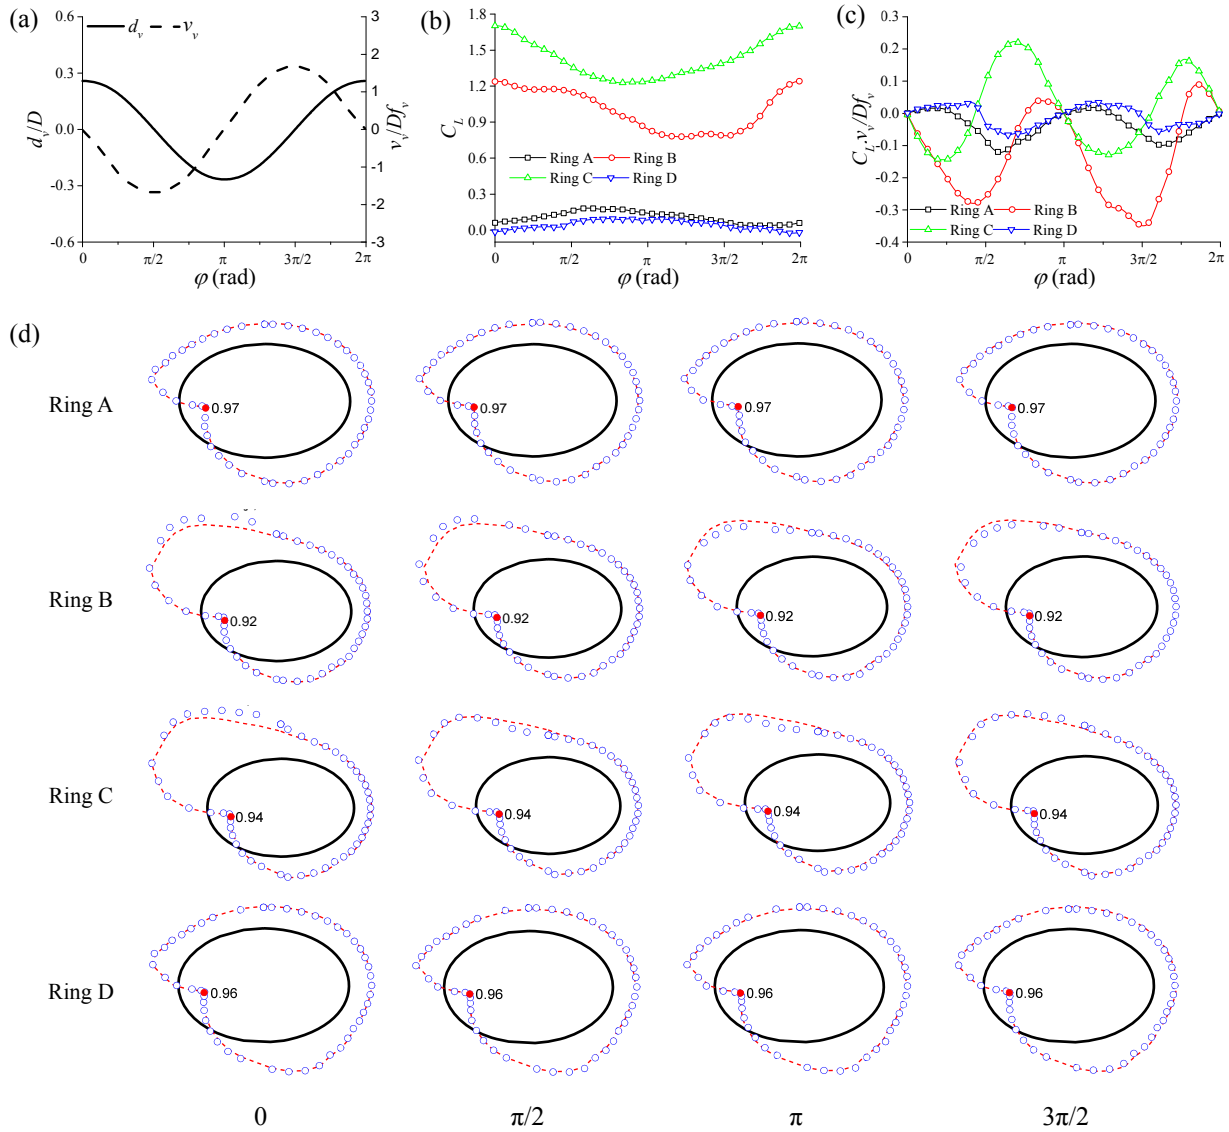 (a)
d_v v_v
0.6
0.3
0.0
-0.3
-0.6
d_v/D
3
2
1
0
-1
-2
-3
v_v/Df_v
0 π/2 π 3π/2 2π
φ (rad)
(b)
1.8
1.5
1.2
0.9
0.6
0.3
0.0
C_L
Ring A Ring B
Ring C Ring D
0 π/2 π 3π/2 2π
φ (rad)
(c)
0.3
0.2
0.1
0.0
-0.1
-0.2
-0.3
-0.4
C_L.v_v/Df_v
Ring A Ring B
Ring C Ring D
0 π/2 π 3π/2 2π
φ (rad)
(d)
Ring A 0.97 0.97 0.97 0.97
Ring B 0.92 0.92 0.92 0.92
Ring C 0.94 0.94 0.94 0.94
Ring D 0.96 0.96 0.96 0.96
0 π/2 π 3π/2